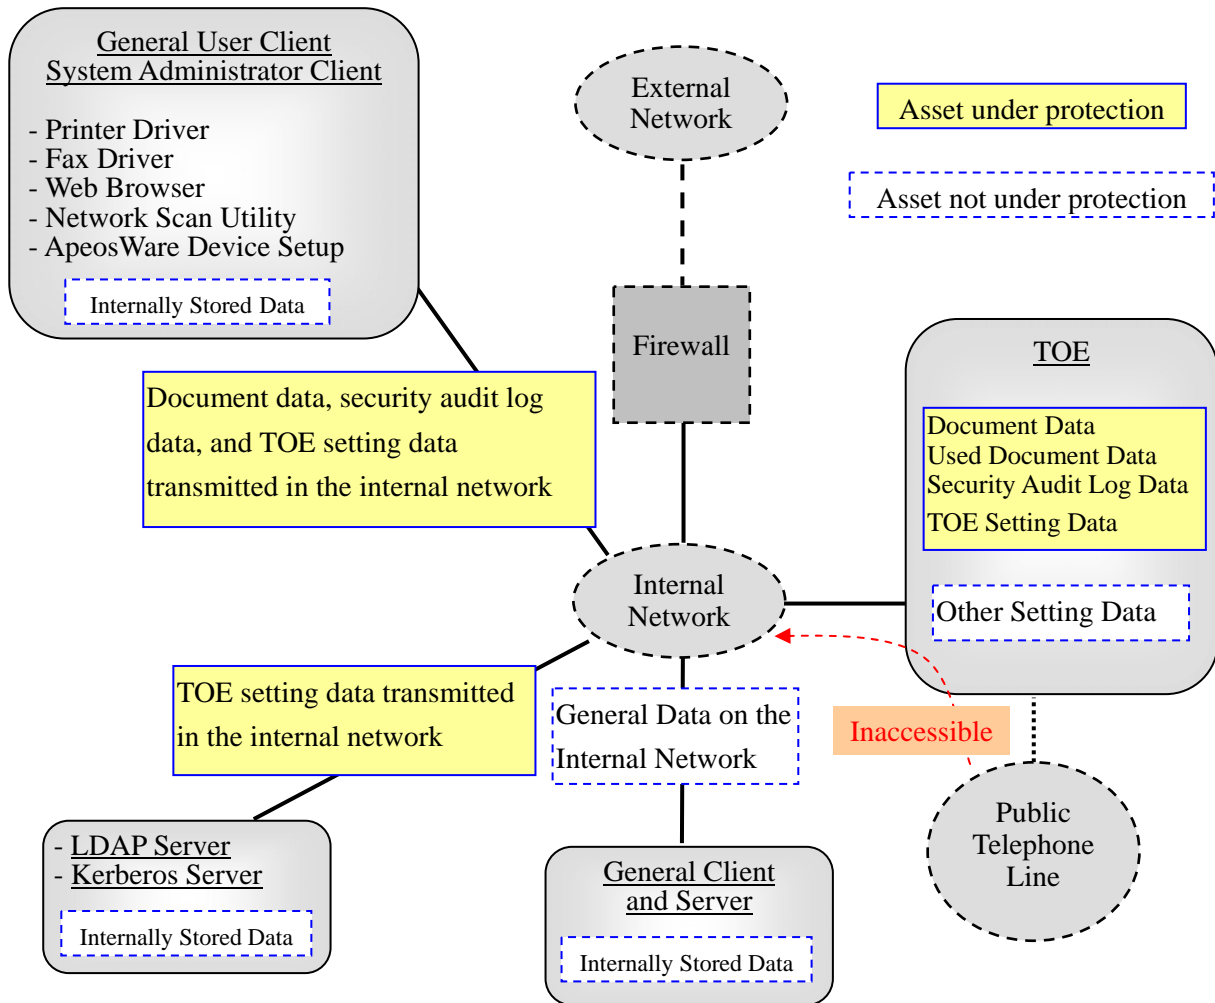 General User Client
System Administrator Client
- Printer Driver
- Fax Driver
- Web Browser
- Network Scan Utility
- ApeosWare Device Setup
Internally Stored Data
External
Network
Asset under protection
Asset not under protection
Firewall
TOE
Document Data
Used Document Data
Security Audit Log Data
TOE Setting Data
Other Setting Data
Document data, security audit log
data, and TOE setting data
transmitted in the internal network
Internal
Network
TOE setting data transmitted
in the internal network
General Data on the
Internal Network
Inaccessible
Public
Telephone
Line
- LDAP Server
- Kerberos Server
Internally Stored Data
General Client
and Server
Internally Stored Data